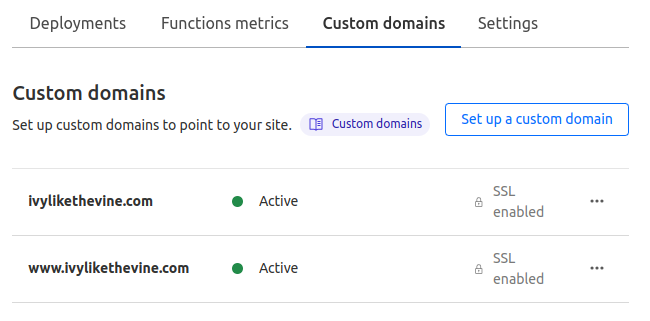 Deployments Functions metrics Custom domains Settings
Custom domains
Set up custom domains to point to your site. Custom domains Set up a custom domain
ivylikethevine.com Active SSL enabled
www.ivylikethevine.com Active SSL enabled